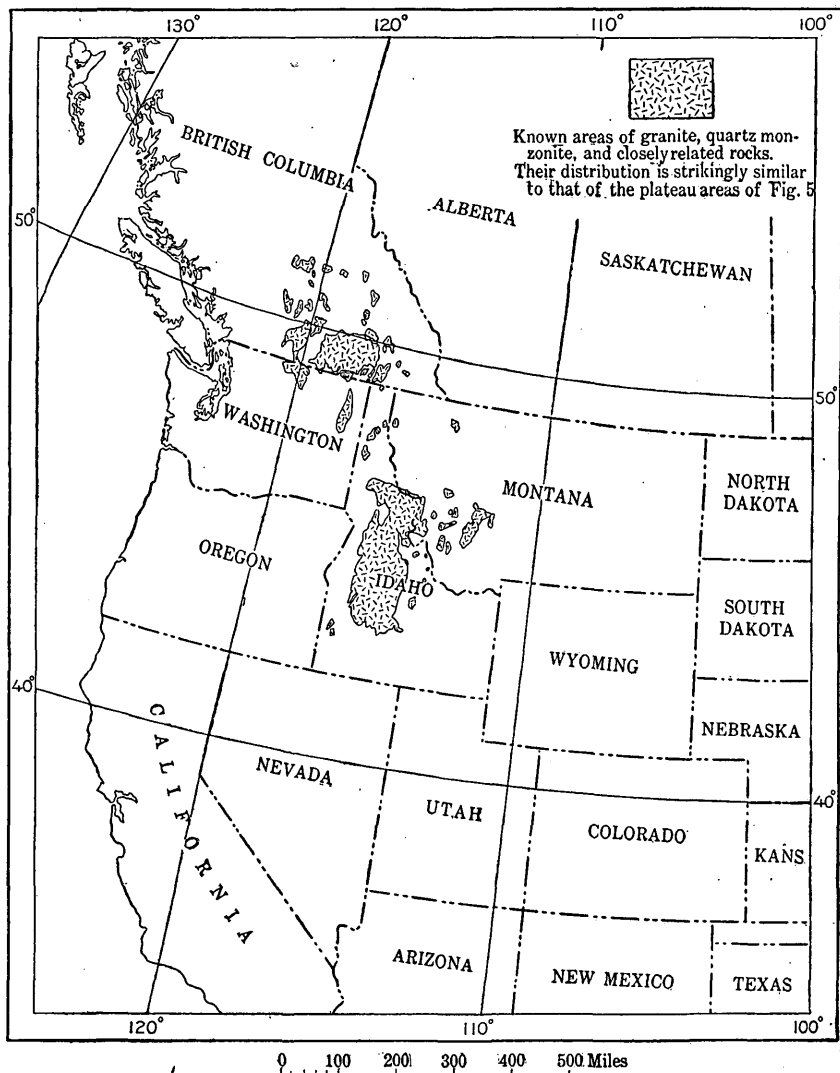 130° 120° 110° 100°
Known areas of granite, quartz mon-
zonite, and closely related rocks.
Their distribution is strikingly similar
to that of the plateau areas of Fig. 5
BRITISH COLUMBIA
ALBERTA
SASKATCHEWAN
50°
50°
WASHINGTON
MONTANA
NORTH
DAKOTA
OREGON
IDAHO
SOUTH
DAKOTA
WYOMING
40°
NEBRASKA
CALIFORNIA
NEVADA
UTAH
COLORADO
40°
KANS
ARIZONA
NEW MEXICO
TEXAS
120° 110° 100°
0 100 200 300 400 500 Miles